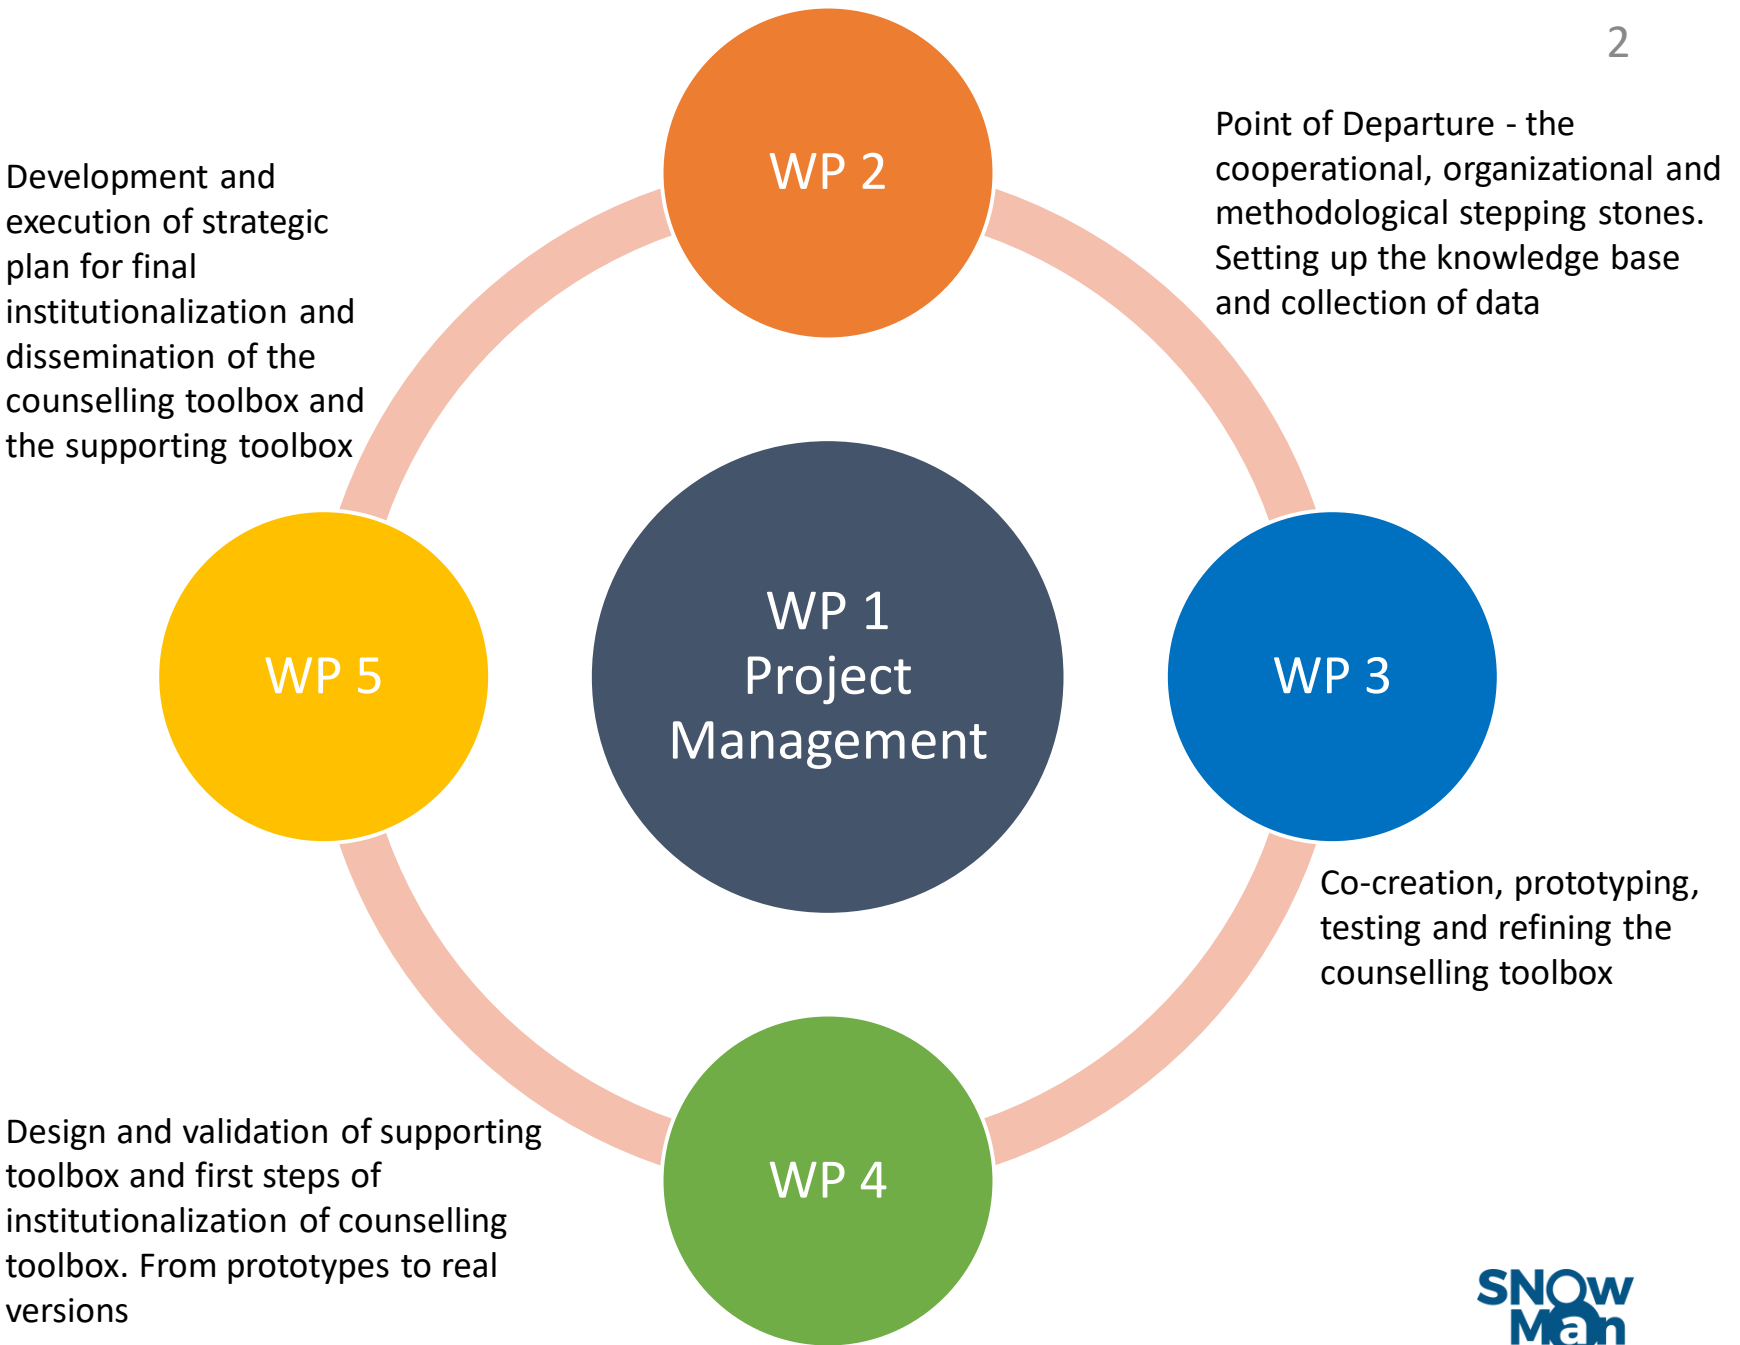 2
WP 2
Point of Departure - the
cooperational, organizational and
methodological stepping stones.
Setting up the knowledge base
and collection of data
Development and
execution of strategic
plan for final
institutionalization and
dissemination of the
counselling toolbox and
the supporting toolbox
WP 5
WP 1
Project
Management
WP 3
Co-creation, prototyping,
testing and refining the
counselling toolbox
Design and validation of supporting
toolbox and first steps of
institutionalization of counselling
toolbox. From prototypes to real
versions
WP 4
SNOw
Man